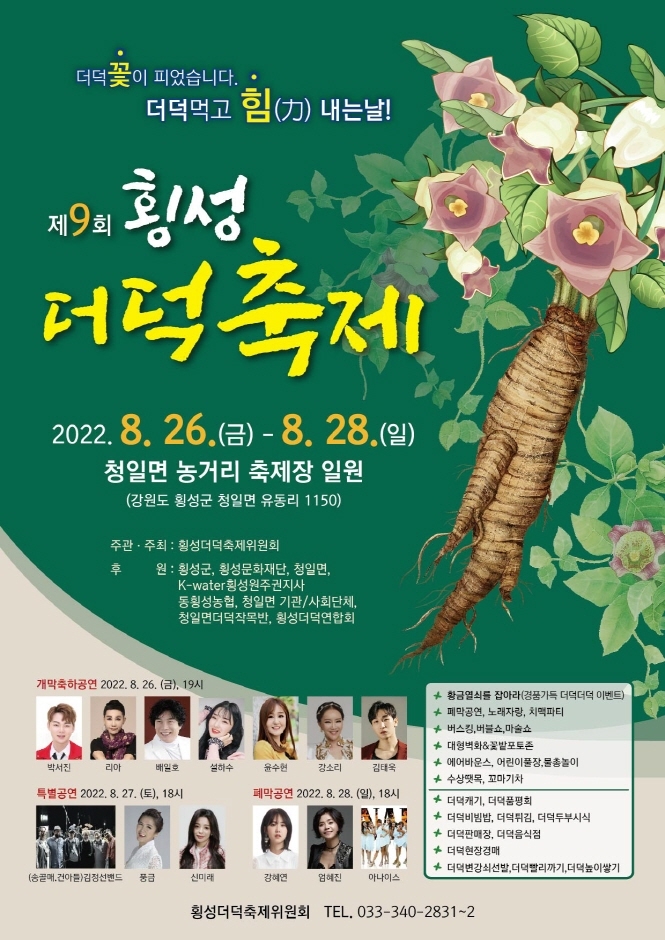 더덕꽃이 피었습니다.
더덕먹고 힘(力) 내는날!
제9회 횡성
더덕축제
2022. 8. 26.(금) - 8. 28.(일)
청일면 농거리 축제장 일원
(강원도 횡성군 청일면 유동리 1150)
주관 · 주최 : 횡성더덕축제위원회
후 원 : 횡성군, 횡성문화재단, 청일면,
K-water횡성원주권지사
동횡성농협, 청일면 기관/사회단체,
청일면더덕작목반, 횡성더덕연합회
개막축하공연 2022. 8. 26. (금), 19시
박서진 리아 배일호 설하수 윤수현 강소리 김태욱
특별공연 2022. 8. 27. (토), 18시
(송골매,건아들)김정선밴드 풍금 신미래
폐막공연 2022. 8. 28. (일), 18시
강혜연 엄혜진 아나이스
황금열쇠를 잡아라(경품가득 더덕더덕 이벤트)
폐막공연, 노래자랑, 치맥파티
버스킹,버블쇼,마술쇼
대형벽화&꽃밭포토존
에어바운스, 어린이풀장,물총놀이
수상뗏목, 꼬마기차
더덕캐기, 더덕품평회
더덕비빔밥, 더덕튀김, 더덕두부시식
더덕판매장, 더덕음식점
더덕현장경매
더덕변강쇠선발,더덕빨리까기,더덕높이쌓기
횡성더덕축제위원회 TEL. 033-340-2831~2